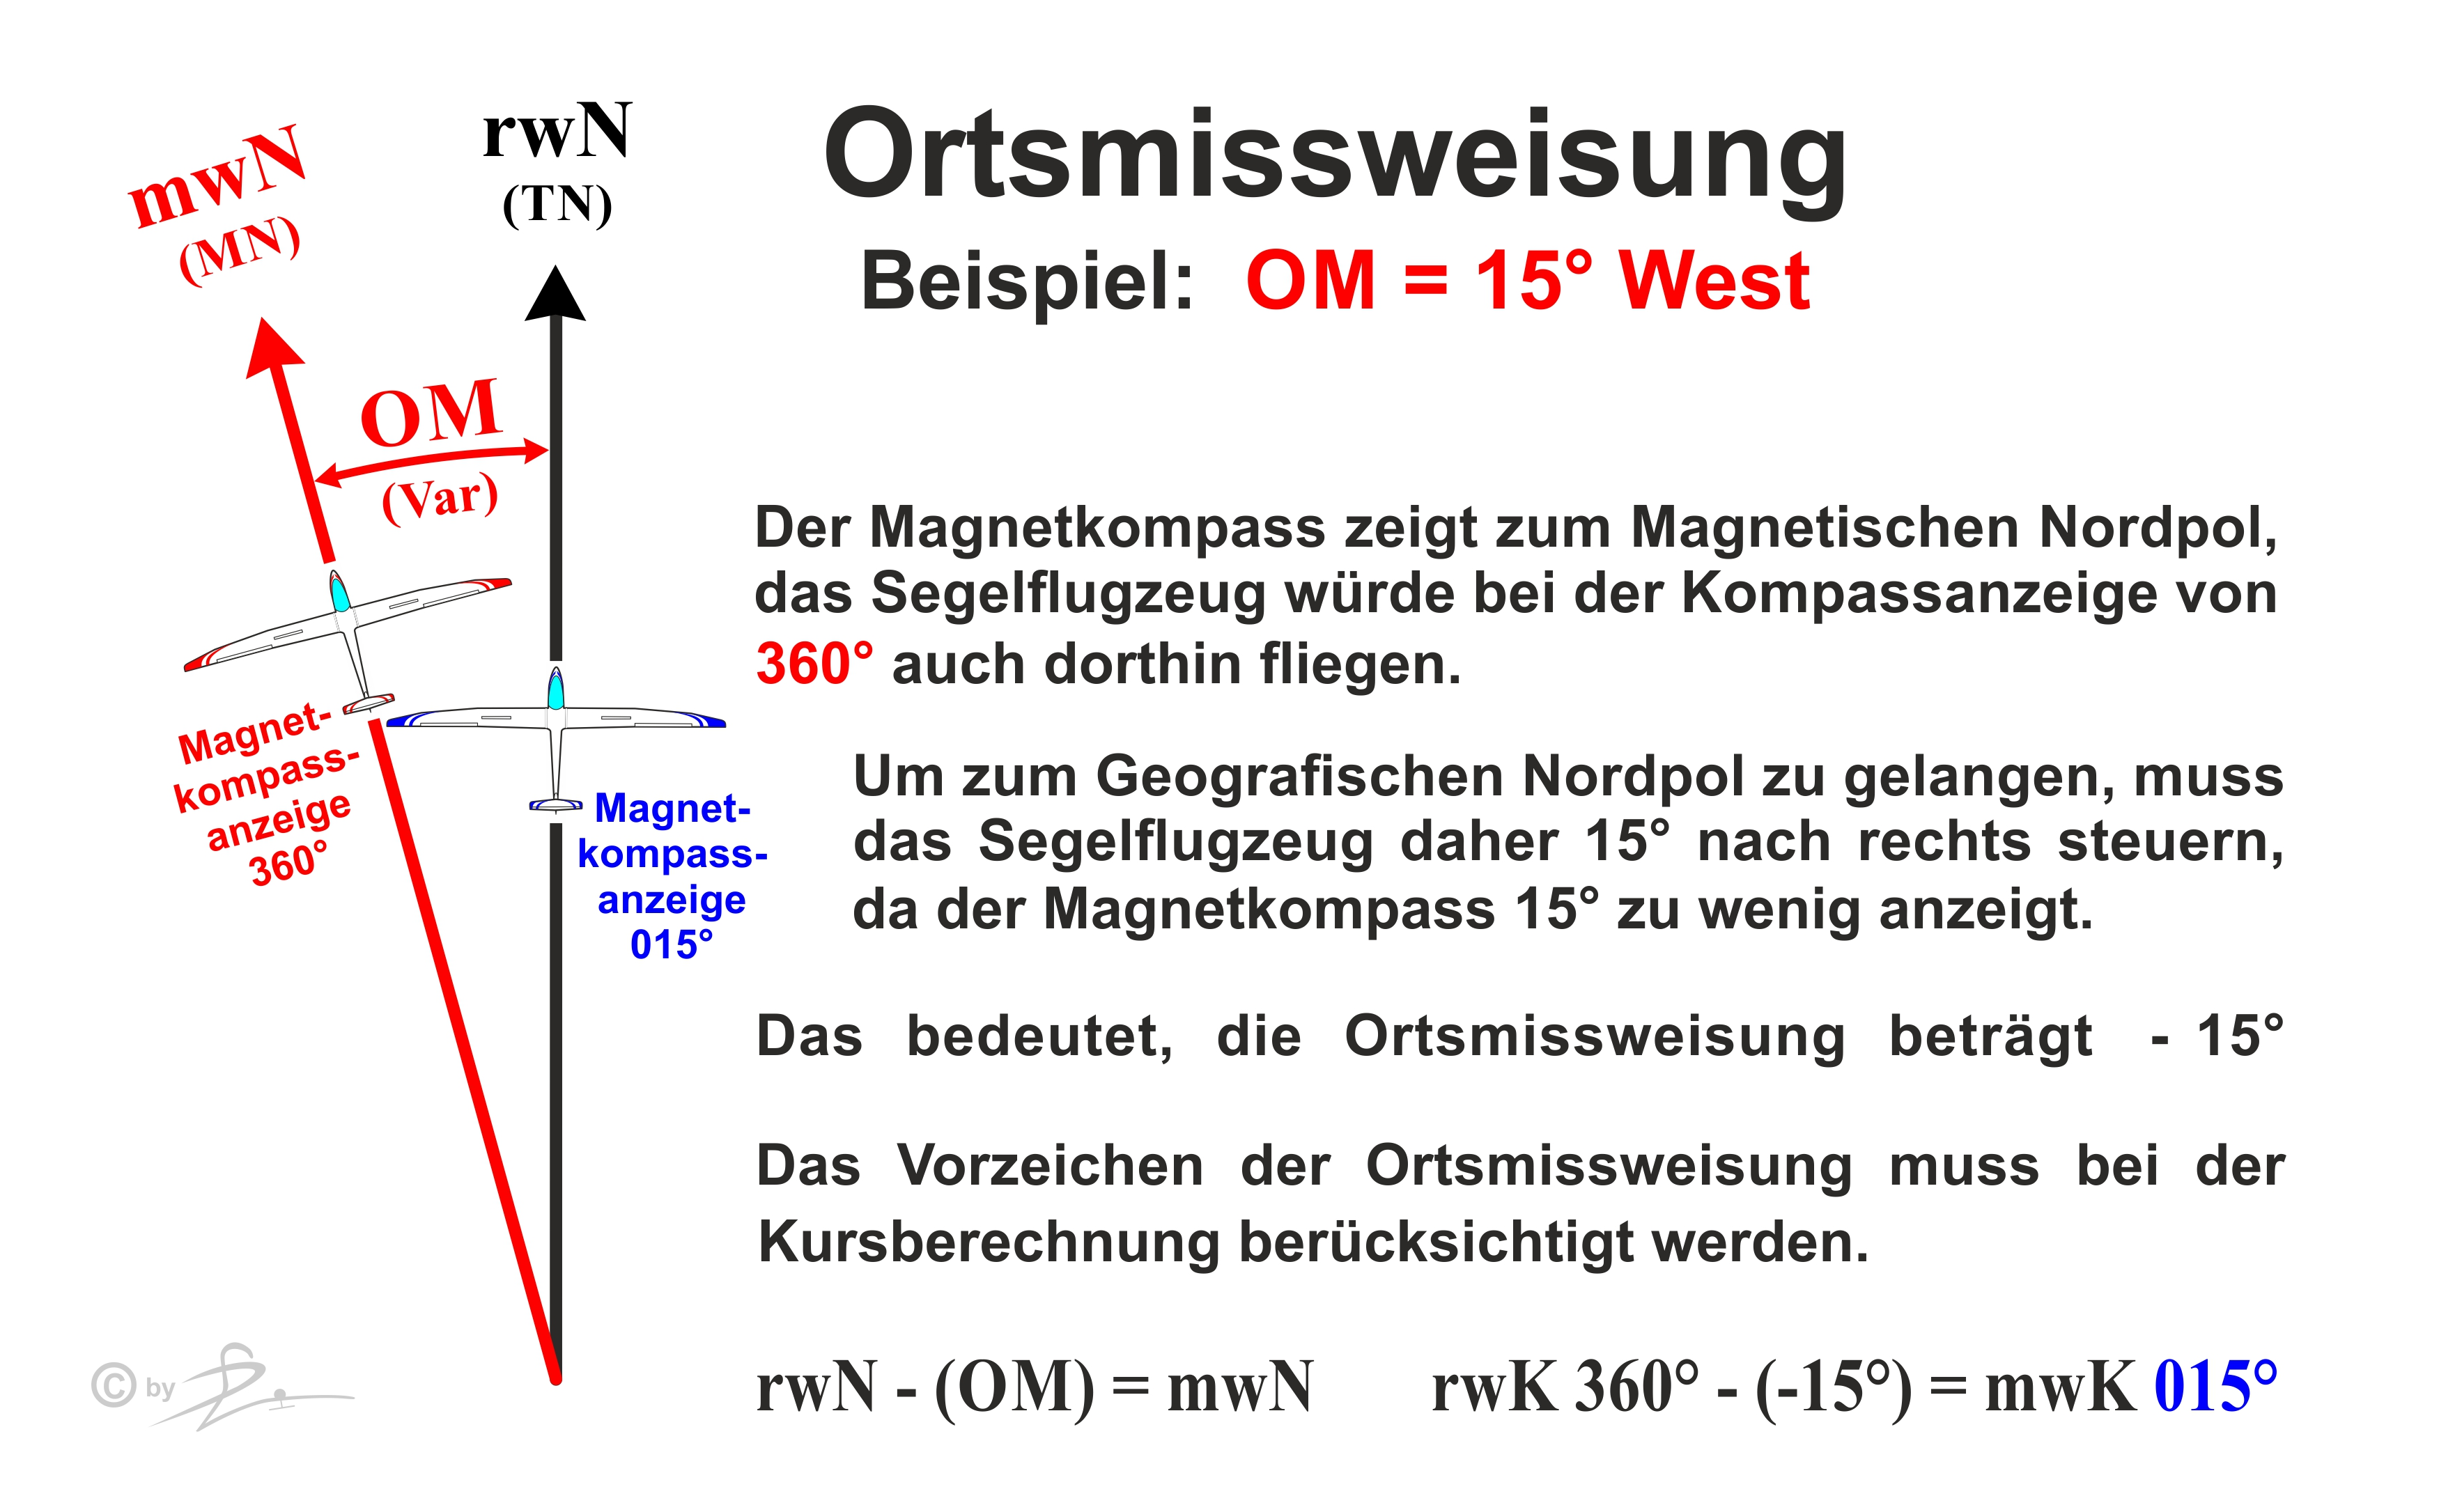 mwN
(MN)
rwN
(TN)
OM
(Var)
Magnet-
kompass-
anzeige
360°
Magnet-
kompass-
anzeige
015°
Ortsmissweisung
Beispiel: OM = 15° West
Der Magnetkompass zeigt zum Magnetischen Nordpol,
das Segelflugzeug würde bei der Kompassanzeige von
360° auch dorthin fliegen.
Um zum Geografischen Nordpol zu gelangen, muss
das Segelflugzeug daher 15° nach rechts steuern,
da der Magnetkompass 15° zu wenig anzeigt.
Das bedeutet, die Ortsmissweisung beträgt - 15°
Das Vorzeichen der Ortsmissweisung muss bei der
Kursberechnung berücksichtigt werden.
rwN - (OM) = mwN rwK 360° - (-15°) = mwK 015°
© by